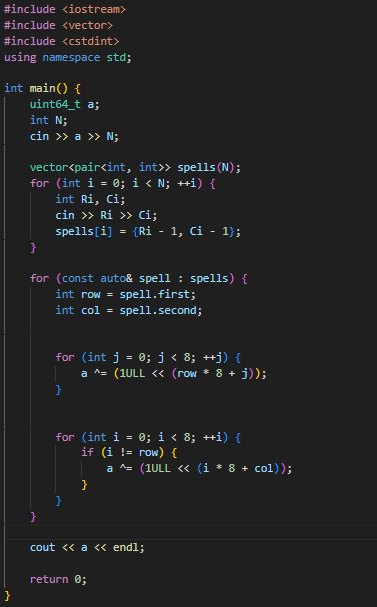 #include <iostream>
#include <vector>
#include <cstdint>
using namespace std;
int main() {
uint64_t a;
int N;
cin >> a >> N;
vector<pair<int, int>> spells(N);
for (int i = 0; i < N; ++i) {
int Ri, Ci;
cin >> Ri >> Ci;
spells[i] = {Ri - 1, Ci - 1};
}
for (const auto& spell : spells) {
int row = spell.first;
int col = spell.second;
for (int j = 0; j < 8; ++j) {
a ^= (1ULL << (row * 8 + j));
}
for (int i = 0; i < 8; ++i) {
if (i != row) {
a ^= (1ULL << (i * 8 + col));
}
}
}
cout << a << endl;
return 0;
}